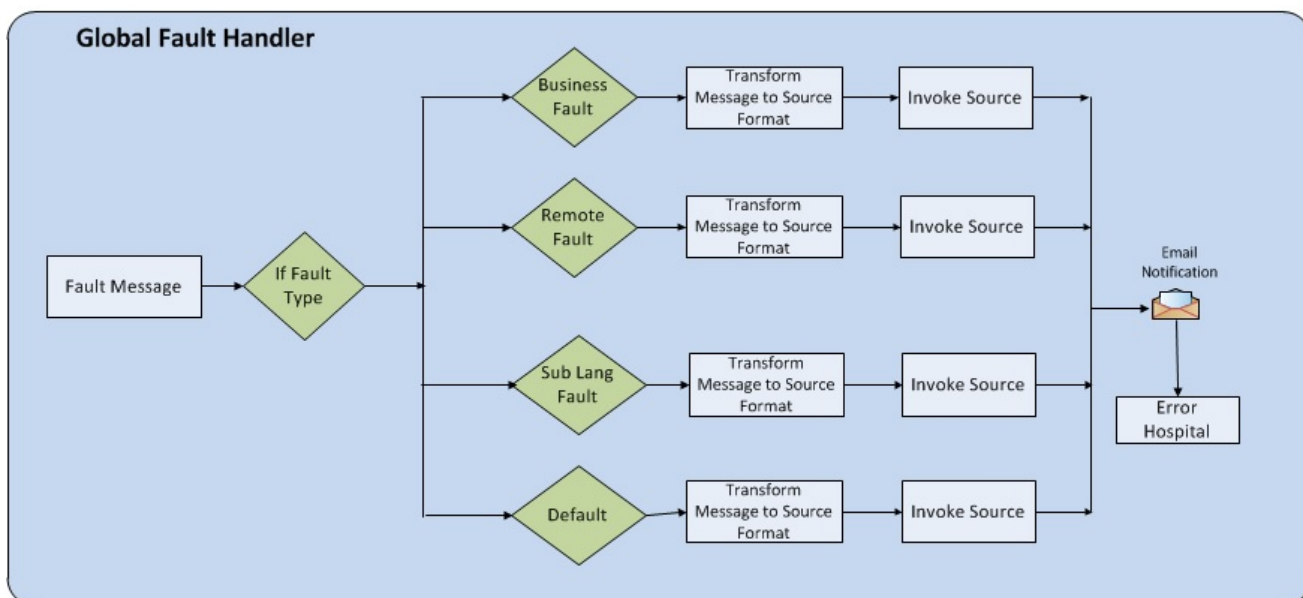 Global Fault Handler
Business
Fault
Transform
Message to Source
Format
Invoke Source
Remote
Fault
Transform
Message to Source
Format
Invoke Source
Fault Message
If Fault
Type
Email
Notification
Sub Lang
Fault
Transform
Message to Source
Format
Invoke Source
Error
Hospital
Default
Transform
Message to Source
Format
Invoke Source